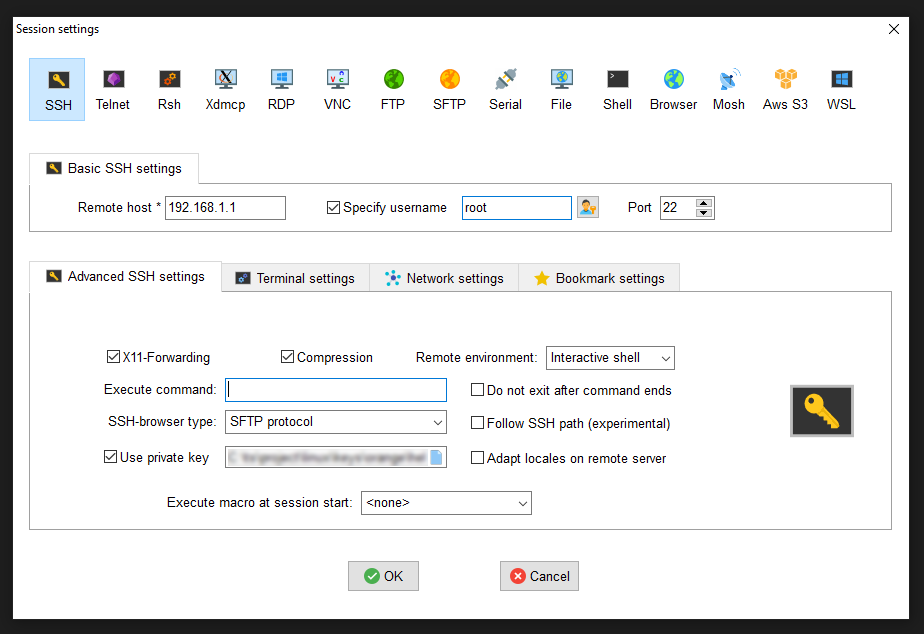 Session settings
SSH Telnet Rsh Xdmcp RDP VNC FTP SFTP Serial File Shell Browser Mosh Aws S3 WSL
Basic SSH settings
Remote host * 192.168.1.1 Specify username root Port 22
Advanced SSH settings Terminal settings Network settings Bookmark settings
X11-Forwarding Compression Remote environment: Interactive shell
Execute command: Do not exit after command ends
SSH-browser type: SFTP protocol Follow SSH path (experimental)
Use private key Adapt locales on remote server
Execute macro at session start: <none>
OK Cancel